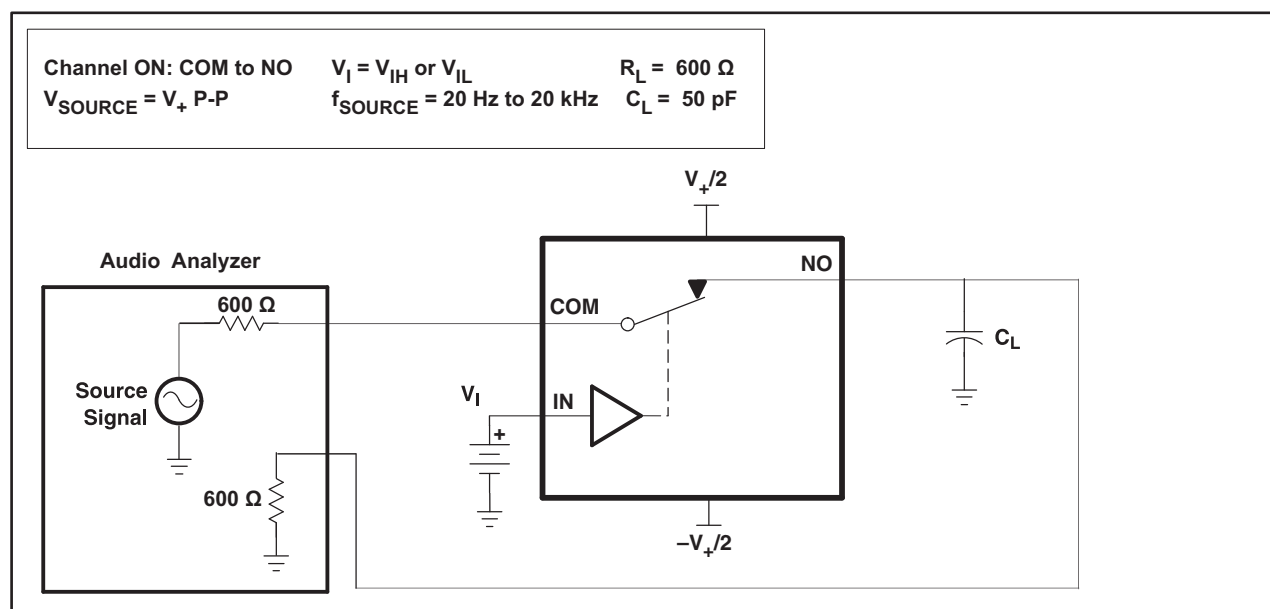 Channel ON: COM to NO V_I = V_IH or V_IL R_L = 600 Ω
V_SOURCE = V_+ P-P f_SOURCE = 20 Hz to 20 kHz C_L = 50 pF
V_+/2
Audio Analyzer
NO
600 Ω
COM
C_L
Source
Signal
V_I
IN
+
600 Ω
–V_+/2